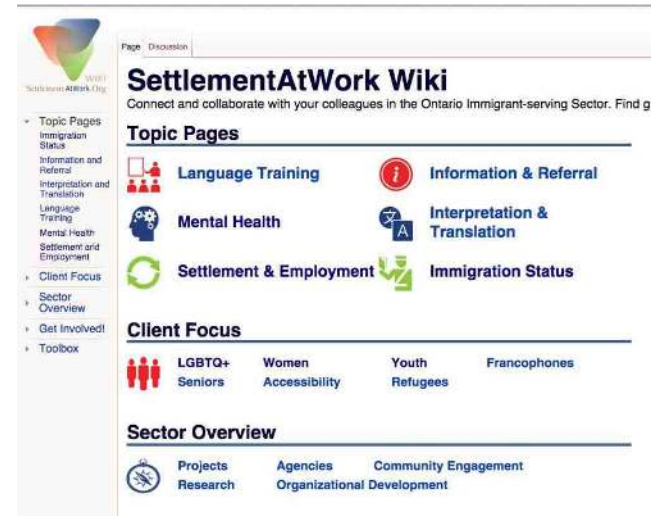 WIKI
SettlementAtWork.Org
Page Discussion
SettlementAtWork Wiki
Connect and collaborate with your colleagues in the Ontario Immigrant-serving Sector. Find g
Topic Pages
Immigration
Status
Information and
Referral
Interpretation and
Translation
Language
Training
Mental Health
Settlement and
Employment
Client Focus
Sector
Overview
Get Involved!
Toolbox
Topic Pages
Language Training
Information & Referral
i
Mental Health
Interpretation &
Translation
文
A
Settlement & Employment
Immigration Status
Client Focus
LGBTQ+ Women Youth Francophones
Seniors Accessibility Refugees
Sector Overview
Projects Agencies Community Engagement
Research Organizational Development